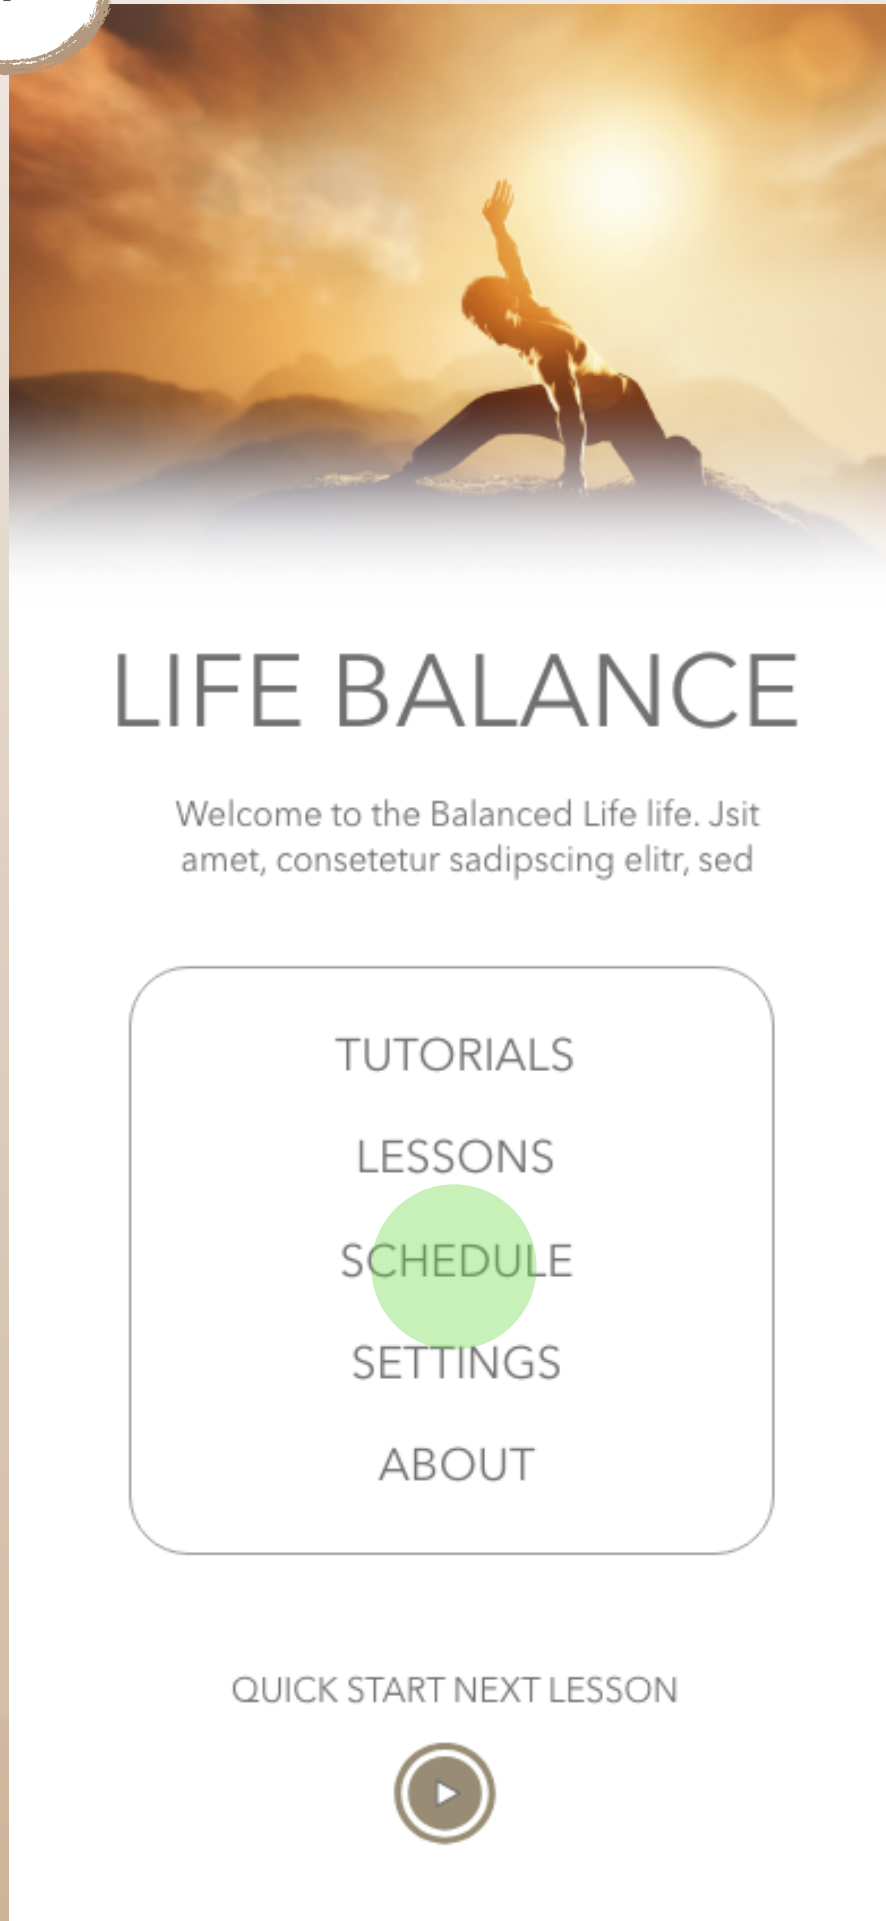 LIFE BALANCE
Welcome to the Balanced Life life. Jsit
amet, consetetur sadipscing elitr, sed
TUTORIALS
LESSONS
SCHEDULE
SETTINGS
ABOUT
QUICK START NEXT LESSON